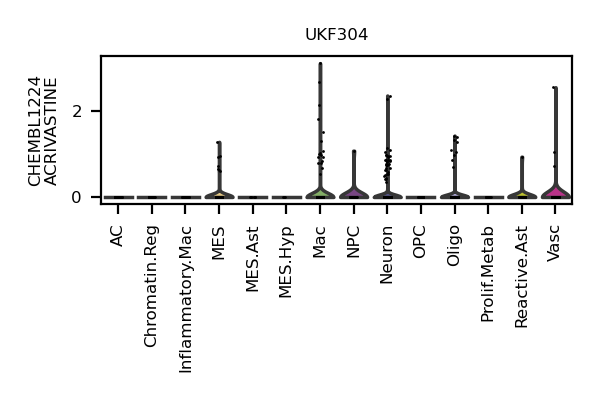 UKF304
CHEMBL1224
ACRIVASTINE
2
0
AC
Chromatin.Reg
Inflammatory.Mac
MES
MES.Ast
MES.Hyp
Mac
NPC
Neuron
OPC
Oligo
Prolif.Metab
Reactive.Ast
Vasc